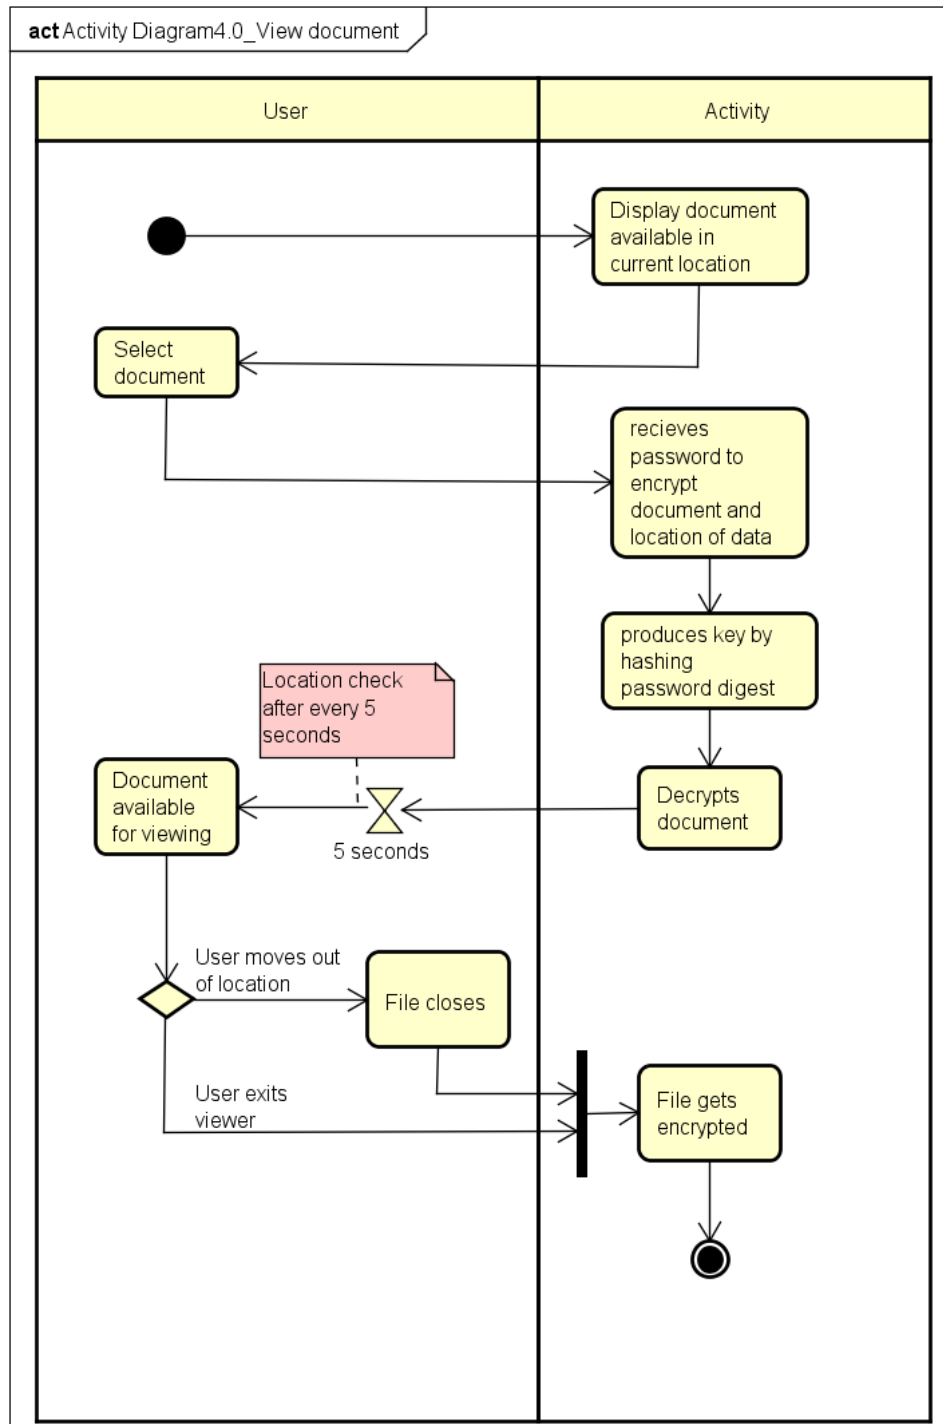 act Activity Diagram4.0_View document
User
Activity
Display document
available in
current location
Select
document
recieves
password to
encrypt
document and
location of data
produces key by
hashing
password digest
Location check
after every 5
seconds
Document
available
for viewing
5 seconds
Decrypts
document
User moves out
of location
File closes
User exits
viewer
File gets
encrypted